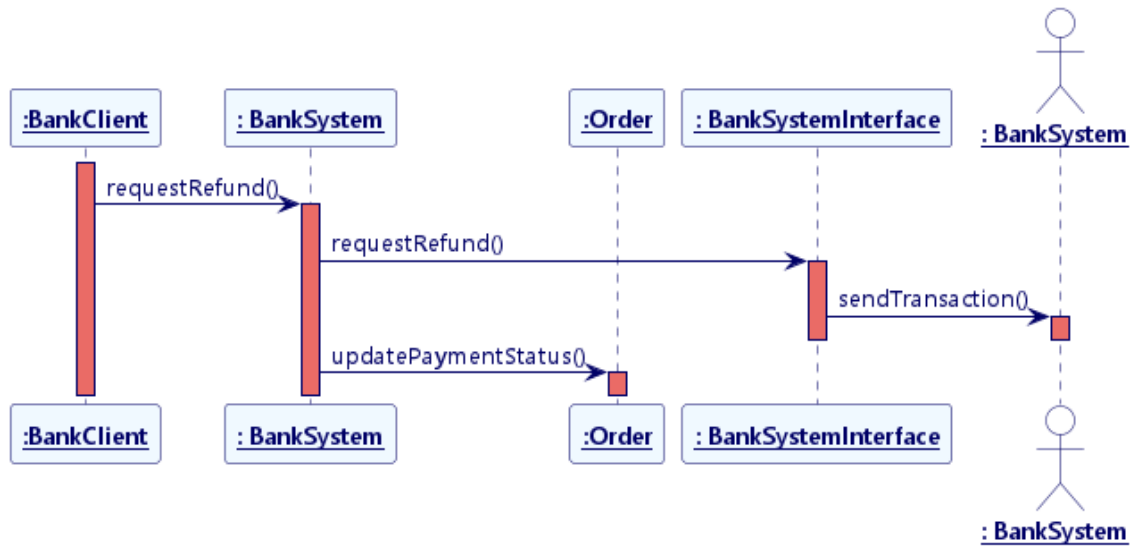 :BankClient
: BankSystem
:Order
: BankSystemInterface
: BankSystem
requestRefund()
requestRefund()
sendTransaction()
updatePaymentStatus()
:BankClient
: BankSystem
:Order
: BankSystemInterface
: BankSystem